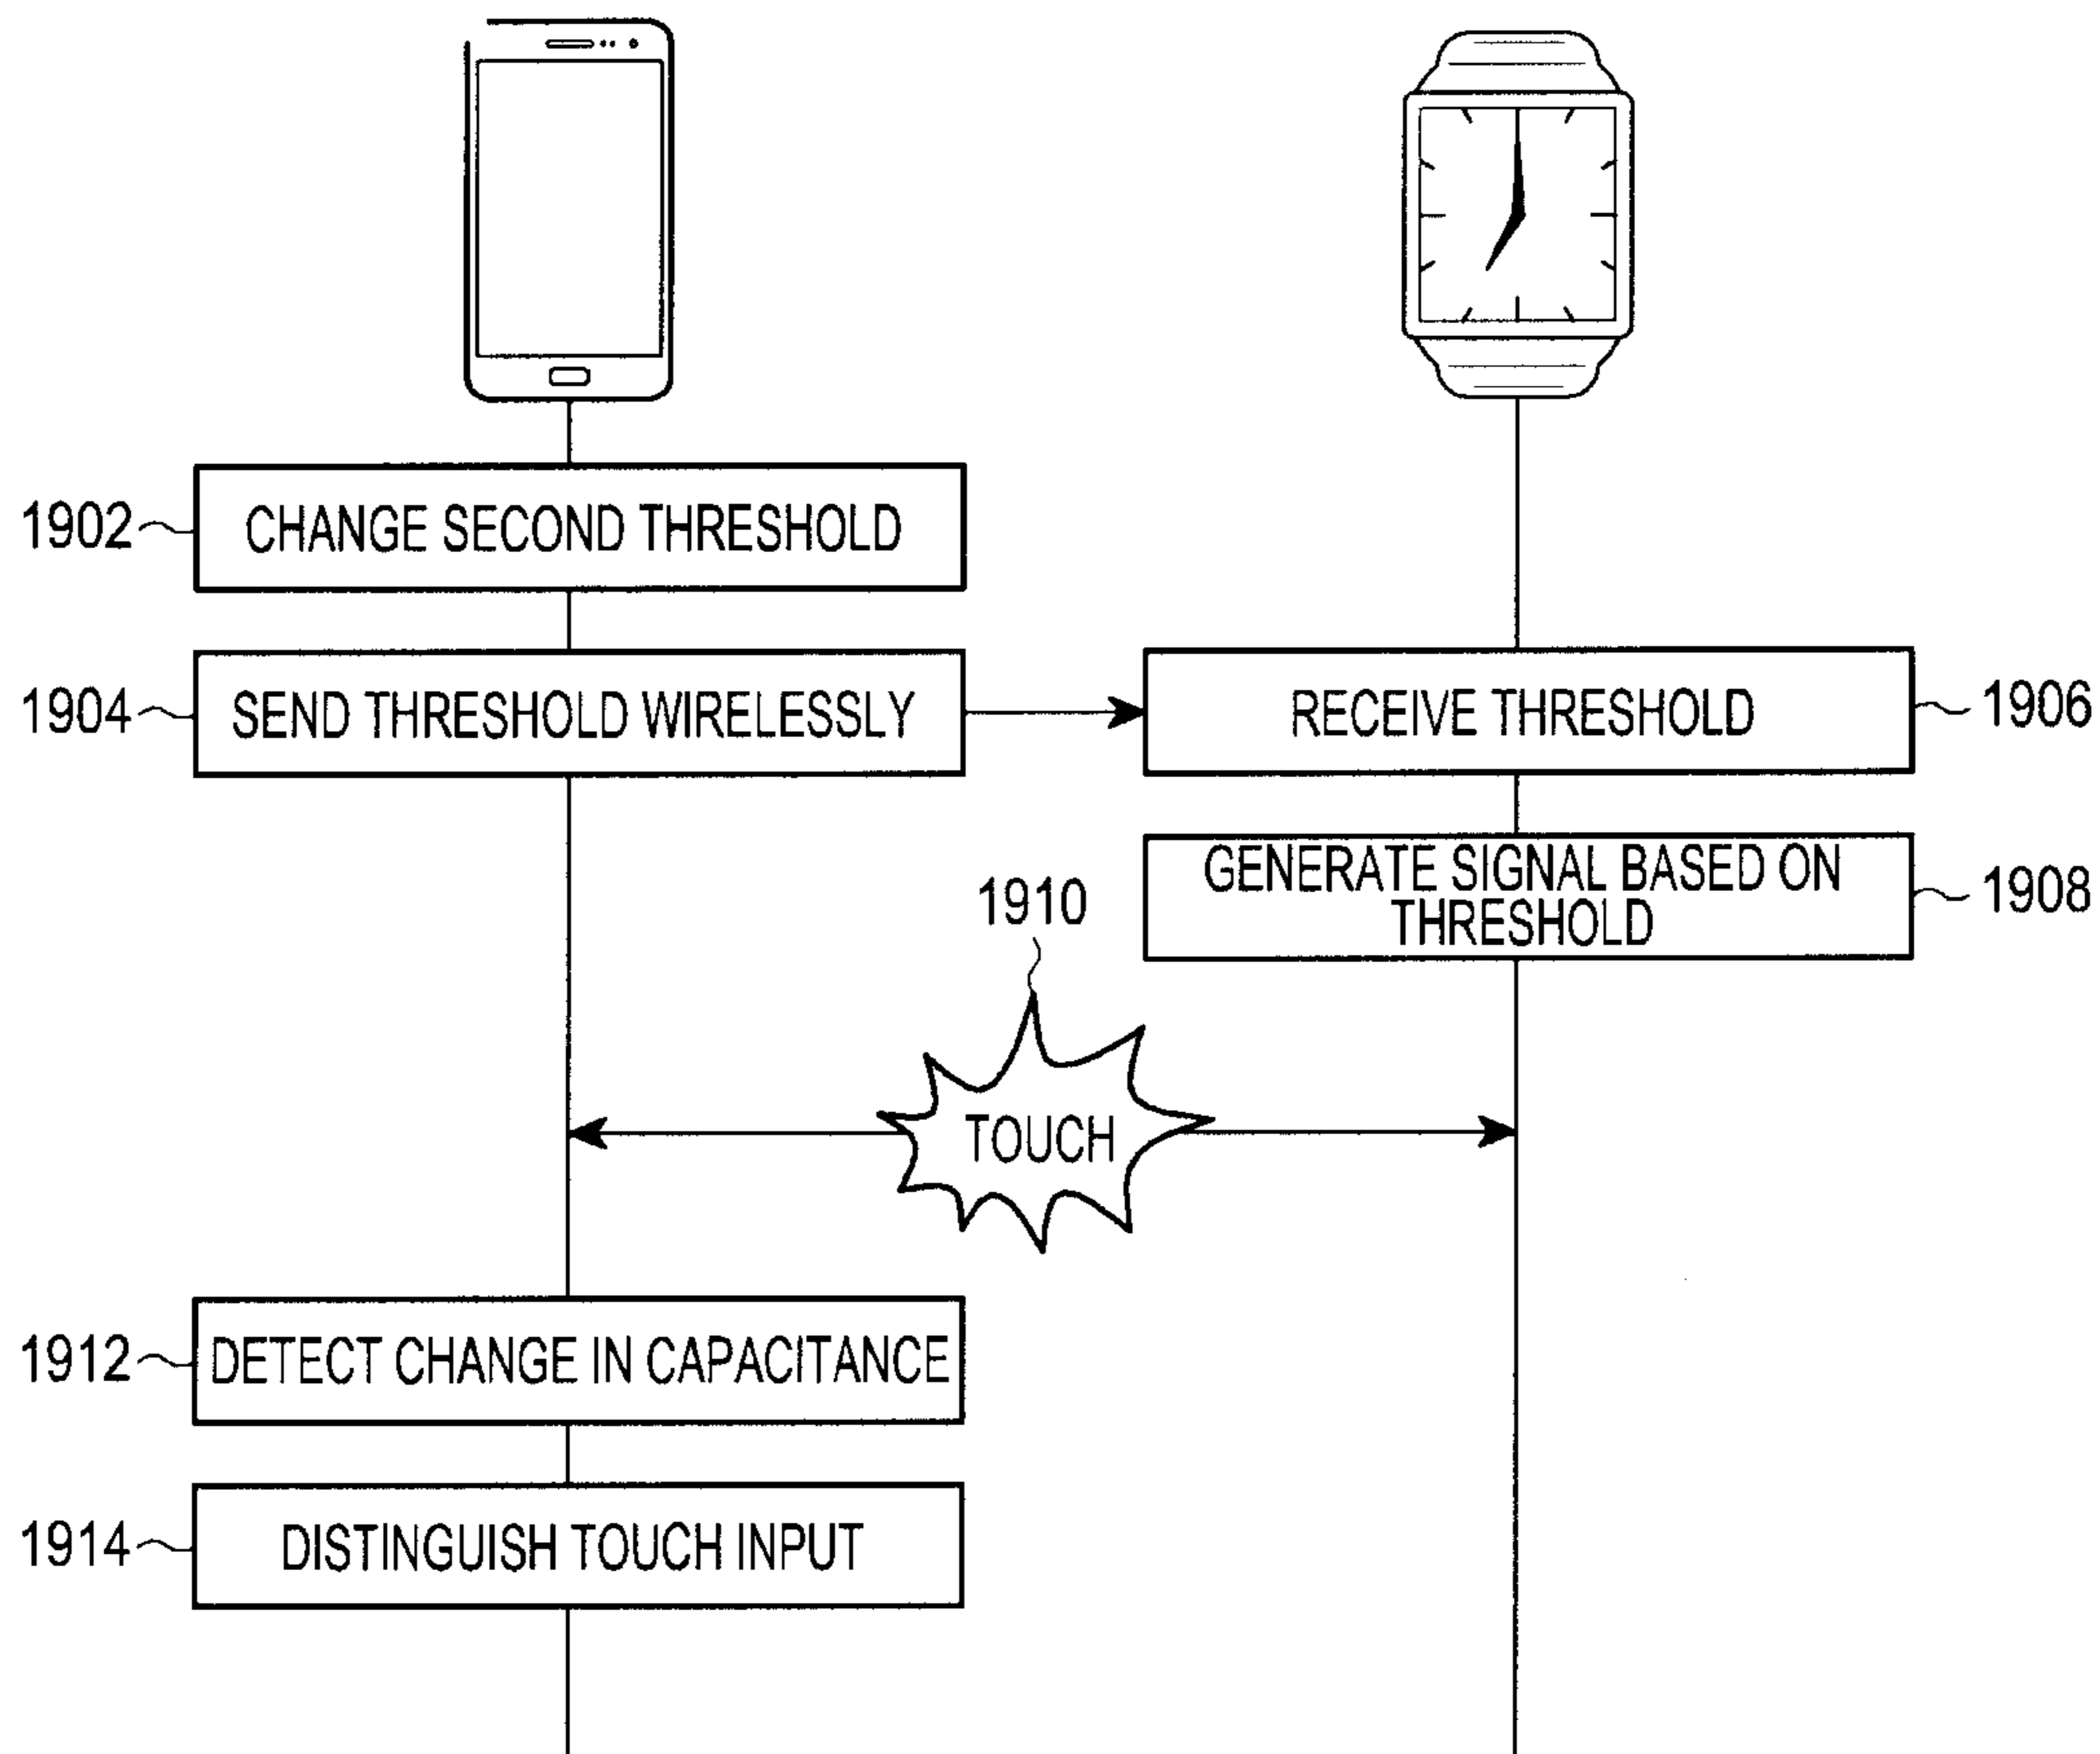 1902
CHANGE SECOND THRESHOLD
1904
SEND THRESHOLD WIRELESSLY
RECEIVE THRESHOLD
1906
GENERATE SIGNAL BASED ON
THRESHOLD
1908
1910
TOUCH
1912
DETECT CHANGE IN CAPACITANCE
1914
DISTINGUISH TOUCH INPUT